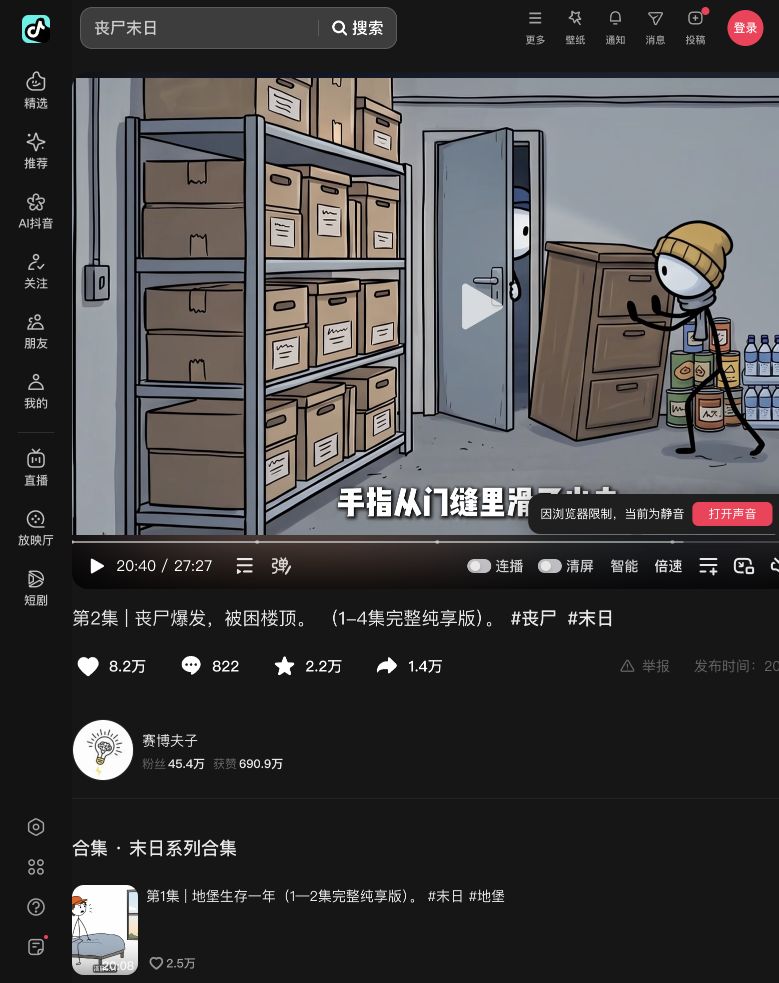 丧尸末日
搜索
更多
壁纸
通知
消息
投稿
登录
精选
推荐
AI抖音
关注
朋友
我的
直播
放映厅
短剧
手指从门缝里滑
因浏览器限制，当前为静音
打开声音
20:40 / 27:27
弹
连播
清屏
智能
倍速
第2集 | 丧尸爆发，被困楼顶。（1-4集完整纯享版）。 #丧尸 #末日
8.2万
822
2.2万
1.4万
举报
发布时间：20
赛博夫子
粉丝 45.4万 获赞 690.9万
合集 · 末日系列合集
第1集 | 地堡生存一年（1—2集完整纯享版）。 #末日 #地堡
20:08
2.5万